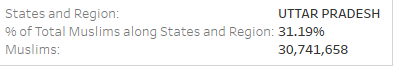 States and Region: UTTAR PRADESH
% of Total Muslims along States and Region: 31.19%
Muslims: 30,741,658